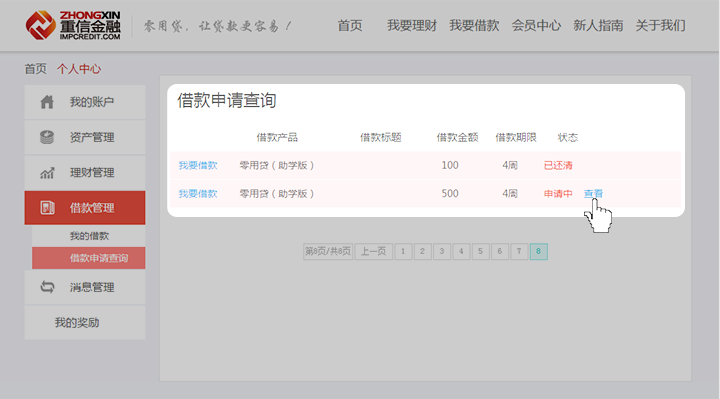 ZHONGXIN
重信金融
IMPCREDIT.COM
零用贷，让贷款更容易！
首页 我要理财 我要借款 会员中心 新人指南 关于我们
首页 个人中心
我的账户
资产管理
理财管理
借款管理
我的借款
借款申请查询
消息管理
我的奖励
借款申请查询
借款产品 借款标题 借款金额 借款期限 状态
我要借款 零用贷（助学版） 100 4周 已还清
我要借款 零用贷（助学版） 500 4周 申请中 查看
第8页/共8页 上一页 1 2 3 4 5 6 7 8